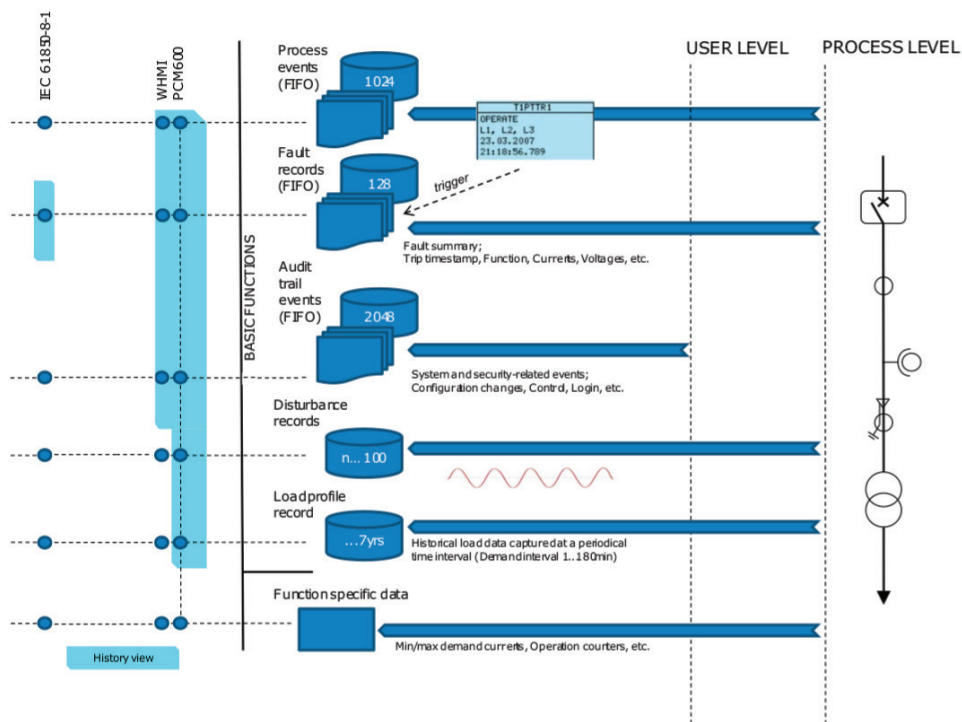 IEC 61850-8-1
WHMI
PCM600
BASIC FUNCTIONS
USER LEVEL
PROCESS LEVEL
Process
events
(FIFO)
1024
T1PTTR1
OPERATE
L1, L2, L3
23.03.2007
21:18:56.789
Fault
records
(FIFO)
128
trigger
Fault summary;
Trip timestamp, Function, Currents, Voltages, etc.
Audit
trail
events
(FIFO)
2048
System and security-related events;
Configuration changes, Control, Login, etc.
Disturbance
records
n... 100
Load profile
record
...7yrs
Historical load data captured at a periodical
time interval (Demand interval 1..180min)
Function specific data
Min/max demand currents, Operation counters, etc.
History view